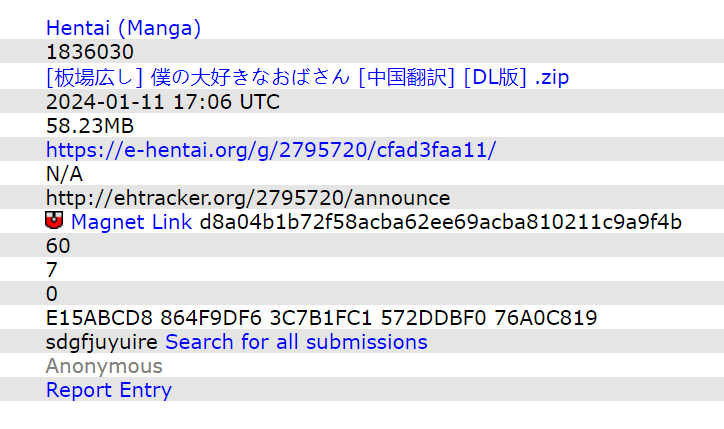 Hentai (Manga)
1836030
[板場広し] 僕の大好きなおばさん [中国翻訳] [DL版] .zip
2024-01-11 17:06 UTC
58.23MB
https://e-hentai.org/g/2795720/cfad3faa11/
N/A
http://ehtracker.org/2795720/announce
Magnet Link d8a04b1b72f58acba62ee69acba810211c9a9f4b
60
7
0
E15ABCD8 864F9DF6 3C7B1FC1 572DDBF0 76A0C819
sdgfjuyuire Search for all submissions
Anonymous
Report Entry